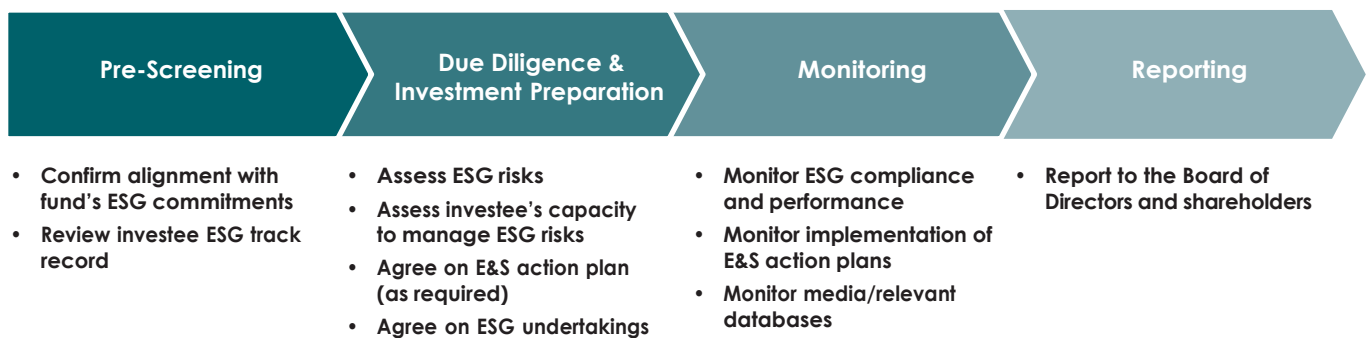 Pre-Screening
Due Diligence &
Investment Preparation
Monitoring
Reporting
• Confirm alignment with
fund's ESG commitments
• Review investee ESG track
record
• Assess ESG risks
• Assess investee's capacity
to manage ESG risks
• Agree on E&S action plan
(as required)
• Agree on ESG undertakings
• Monitor ESG compliance
and performance
• Monitor implementation of
E&S action plans
• Monitor media/relevant
databases
• Report to the Board of
Directors and shareholders